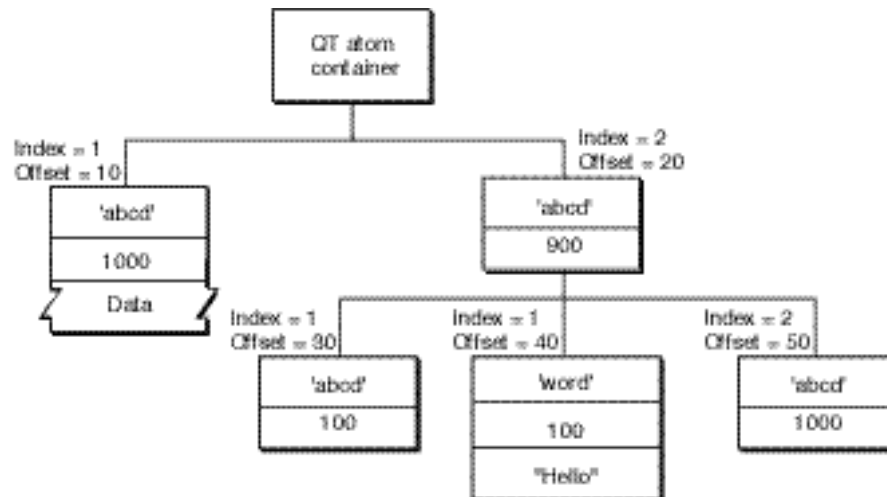 QT atom
container
Index = 1
Offset = 10
Index = 2
Offset = 20
'abcd'
1000
Data
'abcd'
900
Index = 1
Offset = 30
Index = 1
Offset = 40
Index = 2
Offset = 50
'abcd'
100
'word'
100
"Hello"
'abcd'
1000